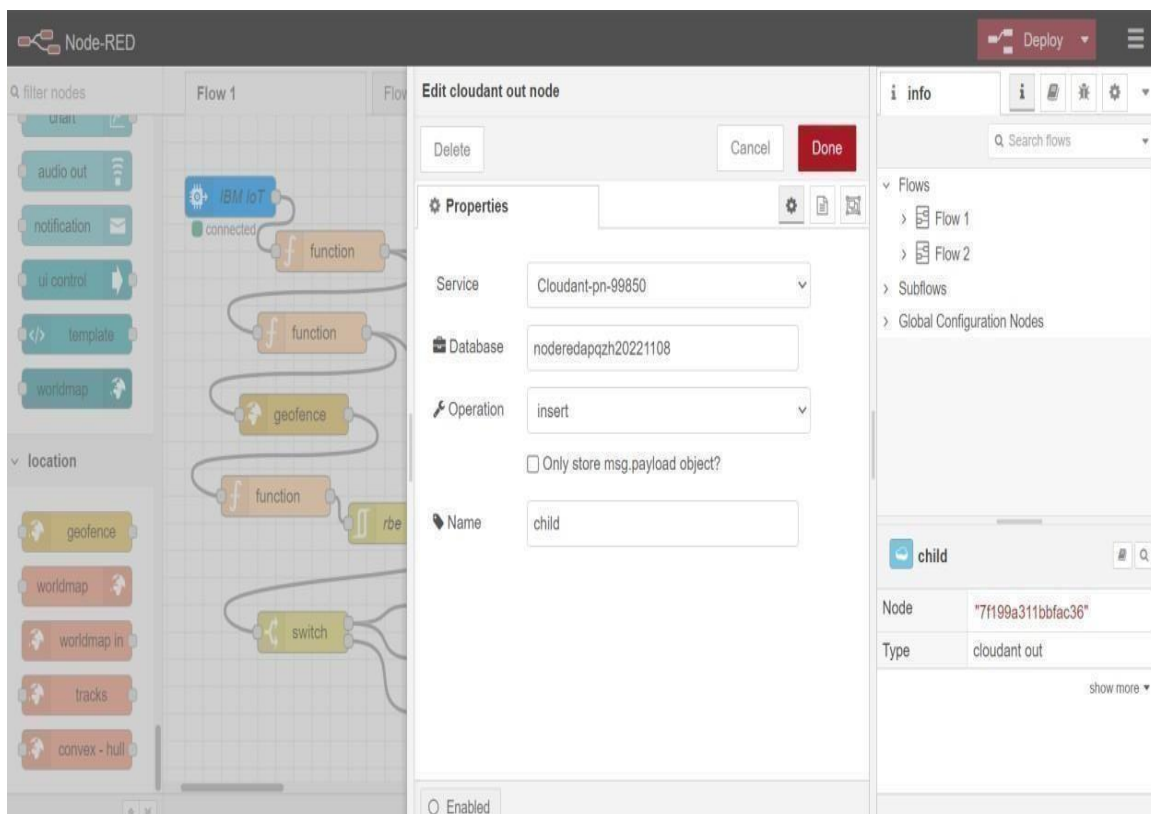 Node-RED
Deploy
filter nodes
Flow 1
Flow
Edit cloudant out node
info
chart
audio out
notification
ui control
template
worldmap
location
geofence
worldmap
worldmap in
tracks
convex - hull
IBM IoT
connected
function
function
geofence
function
rbe
switch
Delete
Cancel
Done
Properties
Service
Cloudant-pn-99850
Database
noderedapqzh20221108
Operation
insert
Only store msg.payload object?
Name
child
Enabled
Search flows
Flows
Flow 1
Flow 2
Subflows
Global Configuration Nodes
child
Node
"7f199a311bbfac36"
Type
cloudant out
show more